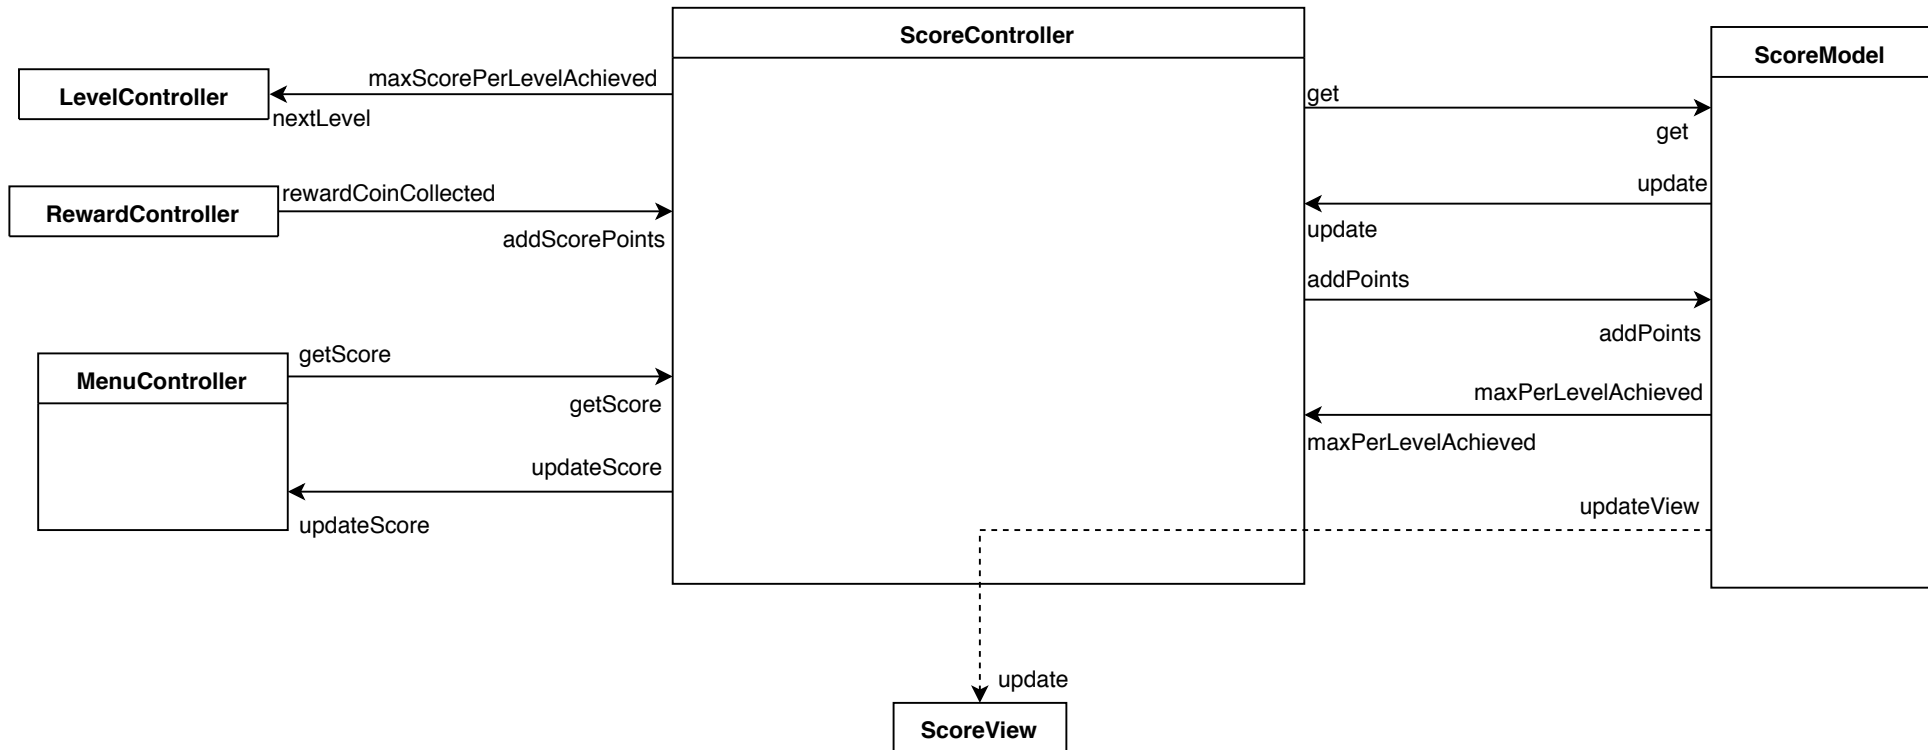 ScoreController
ScoreModel
LevelController
maxScorePerLevelAchieved
nextLevel
get
get
RewardController
rewardCoinCollected
addScorePoints
update
update
addPoints
addPoints
MenuController
getScore
getScore
maxPerLevelAchieved
maxPerLevelAchieved
updateScore
updateScore
updateView
update
ScoreView